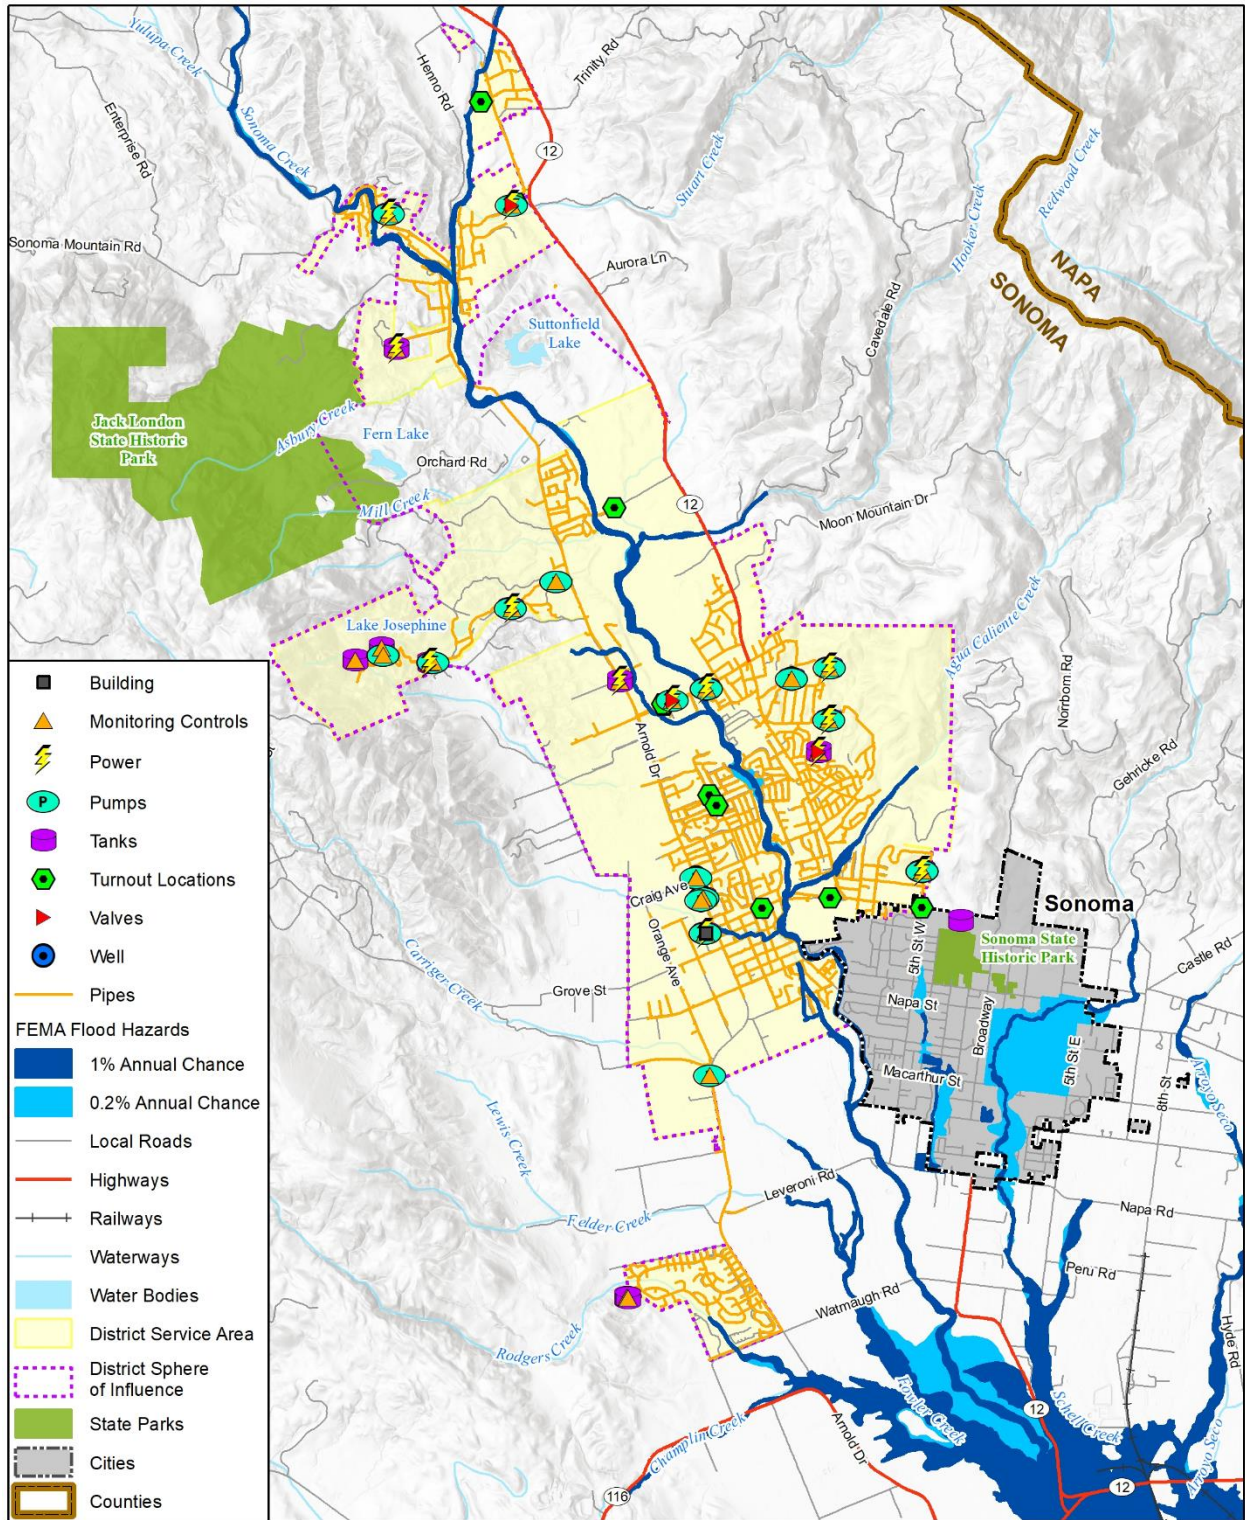 Yulupa Creek
Henno Rd
Trinity Rd
Enterprise Rd
Sonoma Creek
12
Stuart Creek
Redwood Creek
Hooker Creek
Sonoma Mountain Rd
Aurora Ln
NAPA
SONOMA
Cavedale Rd
Suttonfield
Lake
Jack London
State Historic
Park
Asbury Creek
Fern Lake
Orchard Rd
Mill Creek
12
Moon Mountain Dr
Agua Caliente Creek
Lake Josephine
Norrbom Rd
Gehricke Rd
Arnold Dr
Craig Ave
Orange Ave
Sonoma
Sonoma State
Historic Park
5th St W
Castle Rd
Carriger Creek
Grove St
Napa St
Broadway
Macarthur St
5th St E
8th St
Arroyo Seco
Lewis Creek
Leveroni Rd
Felder Creek
Napa Rd
Peru Rd
Watmaugh Rd
Rodgers Creek
Hyde Rd
Fowler Creek
Schell Creek
12
Champlin Creek
Arnold Dr
Arroyo Seco
116
12
Building
Monitoring Controls
Power
P
Pumps
Tanks
Turnout Locations
Valves
Well
Pipes
FEMA Flood Hazards
1% Annual Chance
0.2% Annual Chance
Local Roads
Highways
Railways
Waterways
Water Bodies
District Service Area
District Sphere
of Influence
State Parks
Cities
Counties